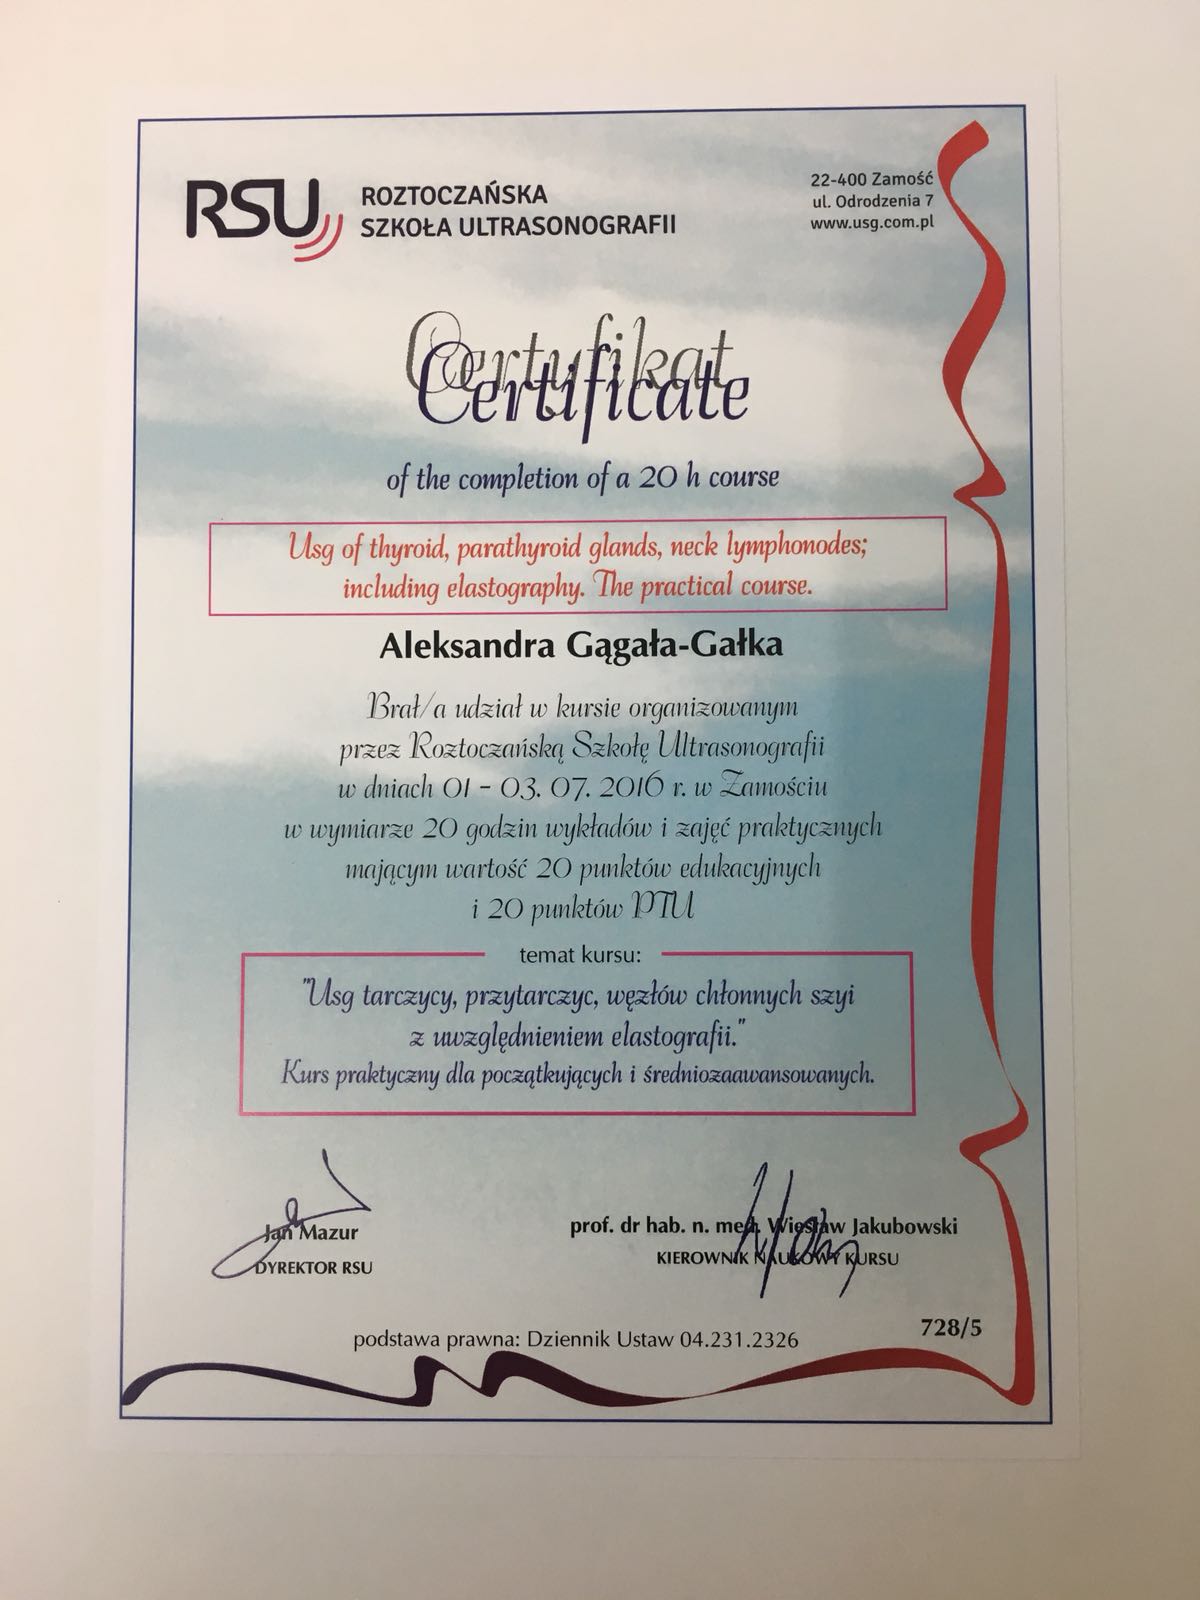 RSU
ROZTOCZAŃSKA
SZKOŁA ULTRASONOGRAFII
22-400 Zamość
ul. Odrodzenia 7
www.usg.com.pl
Certyfikat
Certificate
of the completion of a 20 h course
Usg of thyroid, parathyroid glands, neck lymphonodes;
including elastography. The practical course.
Aleksandra Gągała-Gałka
Brał/a udział w kursie organizowanym
przez Roztoczańską Szkołę Ultrasonografii
w dniach 01 - 03. 07. 2016 r. w Zamościu
w wymiarze 20 godzin wykładów i zajęć praktycznych
mającym wartość 20 punktów edukacyjnych
i 20 punktów PTU
temat kursu:
"Usg tarczycy, przytarczyc, węzłów chłonnych szyi
z uwzględnieniem elastografii."
Kurs praktyczny dla początkujących i średniozaawansowanych.
Jan Mazur
DYREKTOR RSU
prof. dr hab. n. med. Wiesław Jakubowski
KIEROWNIK NAUKOWY KURSU
728/5
podstawa prawna: Dziennik Ustaw 04.231.2326